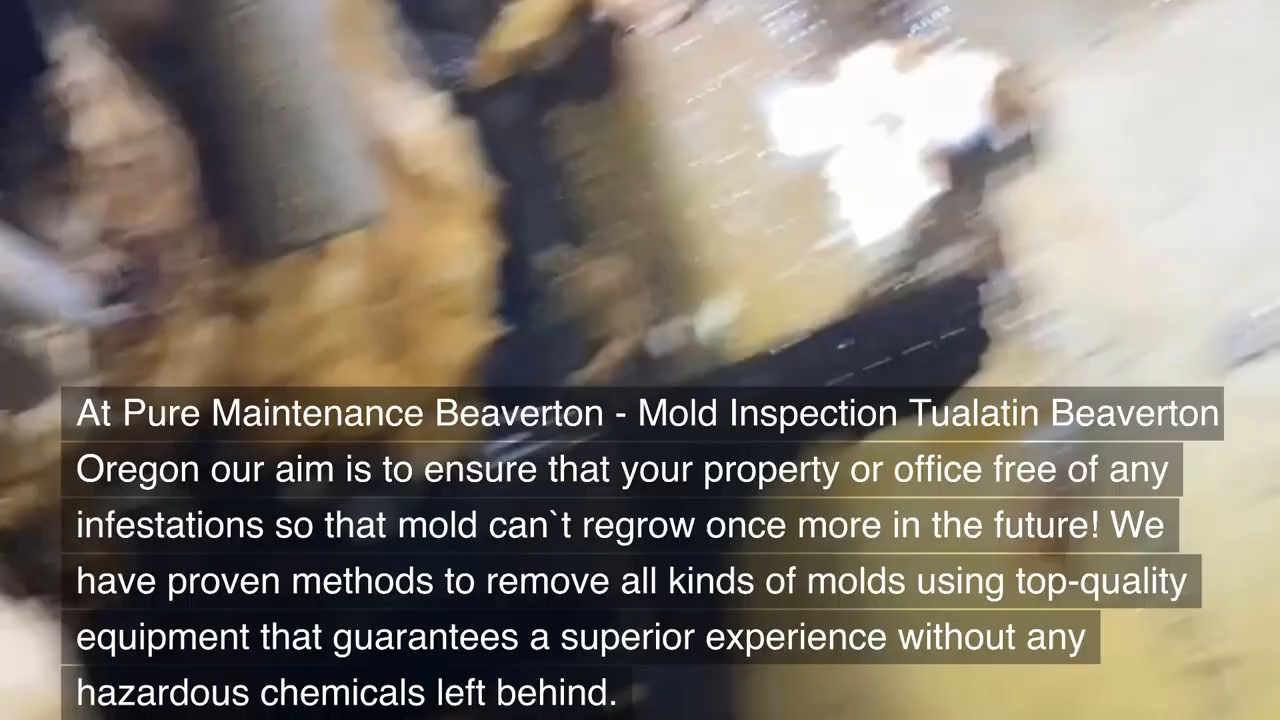 At Pure Maintenance Beaverton - Mold Inspection Tualatin Beaverton
Oregon our aim is to ensure that your property or office free of any
infestations so that mold can`t regrow once more in the future! We
have proven methods to remove all kinds of molds using top-quality
equipment that guarantees a superior experience without any
hazardous chemicals left behind.